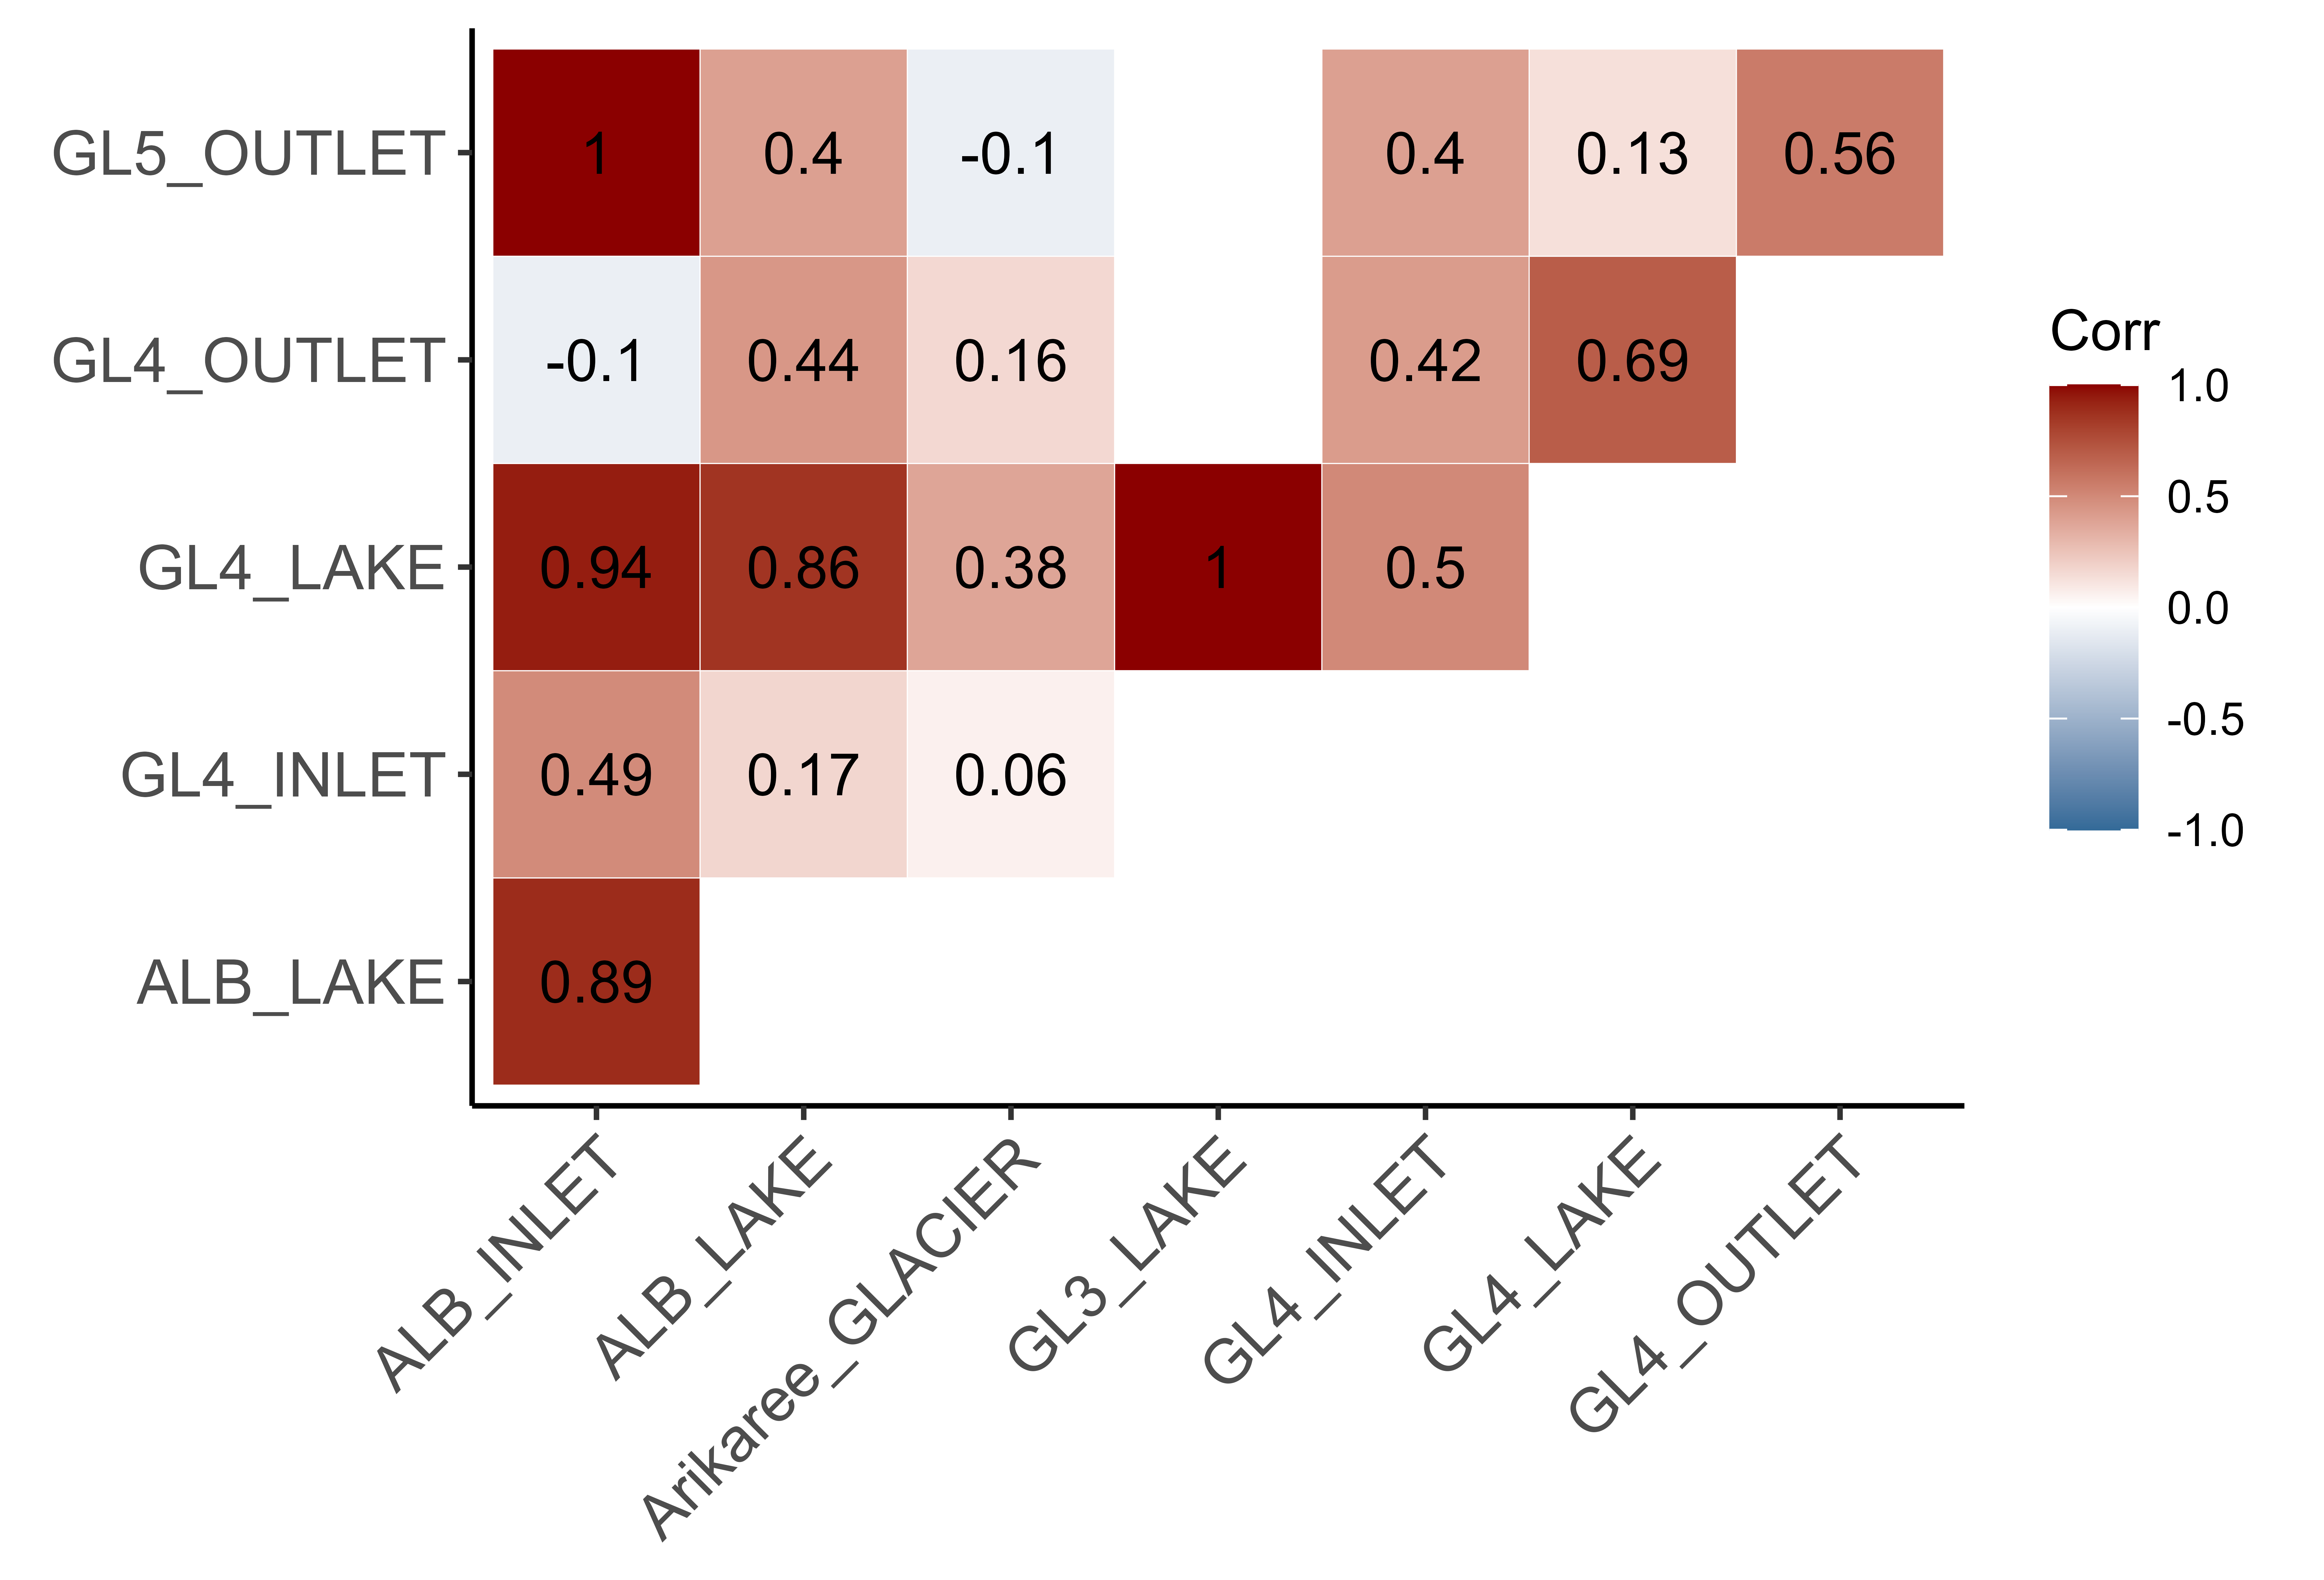 GL5_OUTLET 1 0.4 -0.1 0.4 0.13 0.56
GL4_OUTLET -0.1 0.44 0.16 0.42 0.69
GL4_LAKE 0.94 0.86 0.38 1 0.5
GL4_INLET 0.49 0.17 0.06
ALB_LAKE 0.89
ALB_INLET ALB_LAKE Arikaree_GLACIER GL3_LAKE GL4_INLET GL4_LAKE GL4_OUTLET
Corr
1.0
0.5
0.0
-0.5
-1.0